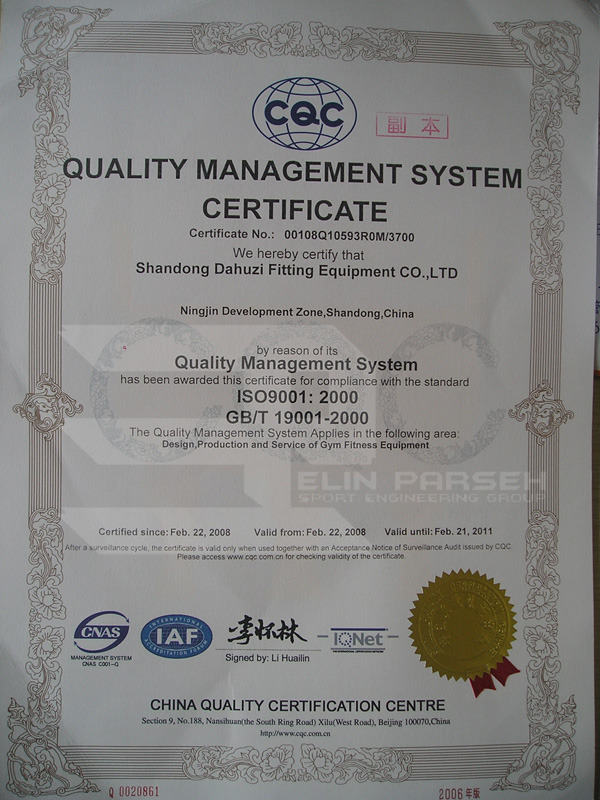 CQC
副本
QUALITY MANAGEMENT SYSTEM
CERTIFICATE
Certificate No.: 00108Q10593R0M/3700
We hereby certify that
Shandong Dahuzi Fitting Equipment CO.,LTD
Ningjin Development Zone,Shandong,China
by reason of its
Quality Management System
has been awarded this certificate for compliance with the standard
ISO9001: 2000
GB/T 19001-2000
The Quality Management System Applies in the following area:
Design,Production and Service of Gym Fitness Equipment
CQC
ELIN PARSEH
SPORT ENGINEERING GROUP
Certified since: Feb. 22, 2008 Valid from: Feb. 22, 2008 Valid until: Feb. 21, 2011
After a surveillance cycle, the certificate is valid only when used together with an Acceptance Notice of Surveillance Audit issued by CQC.
Please access www.cqc.com.cn for checking validity of the certificate.
CNAS
MANAGEMENT SYSTEM
CNAS C001-Q
INTERNATIONAL
IAF
ACCREDITATION FORUM
李怀林
Signed by: Li Huailin
IQNet
CHINA QUALITY CERTIFICATION CENTRE
Section 9, No.188, Nansihuan(the South Ring Road) Xilu(West Road), Beijing 100070,China
http://www.cqc.com.cn
Q 0020861
2006年版